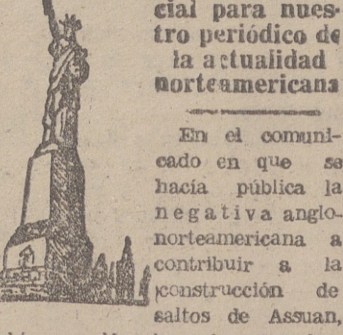 cial para nues-
tro periódico de
la actualidad
norteamericana
En el comuni-
cado en que se
hacía pública la
negativa anglo-
norteamericana a
contribuir a la
construcción de
saltos de Assuan,